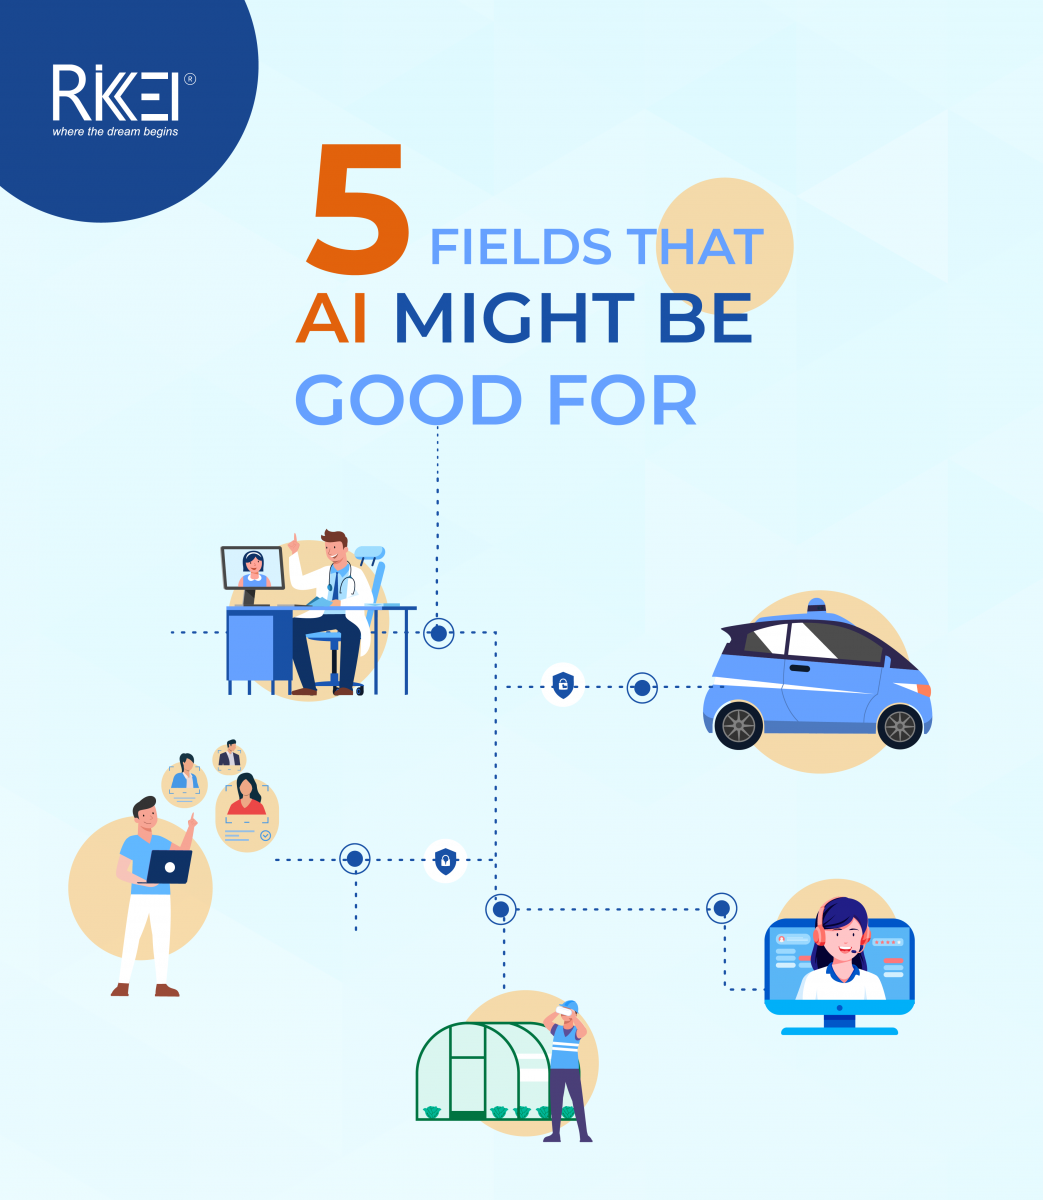 RIKKEI®
where the dream begins
5 FIELDS THAT
AI MIGHT BE
GOOD FOR